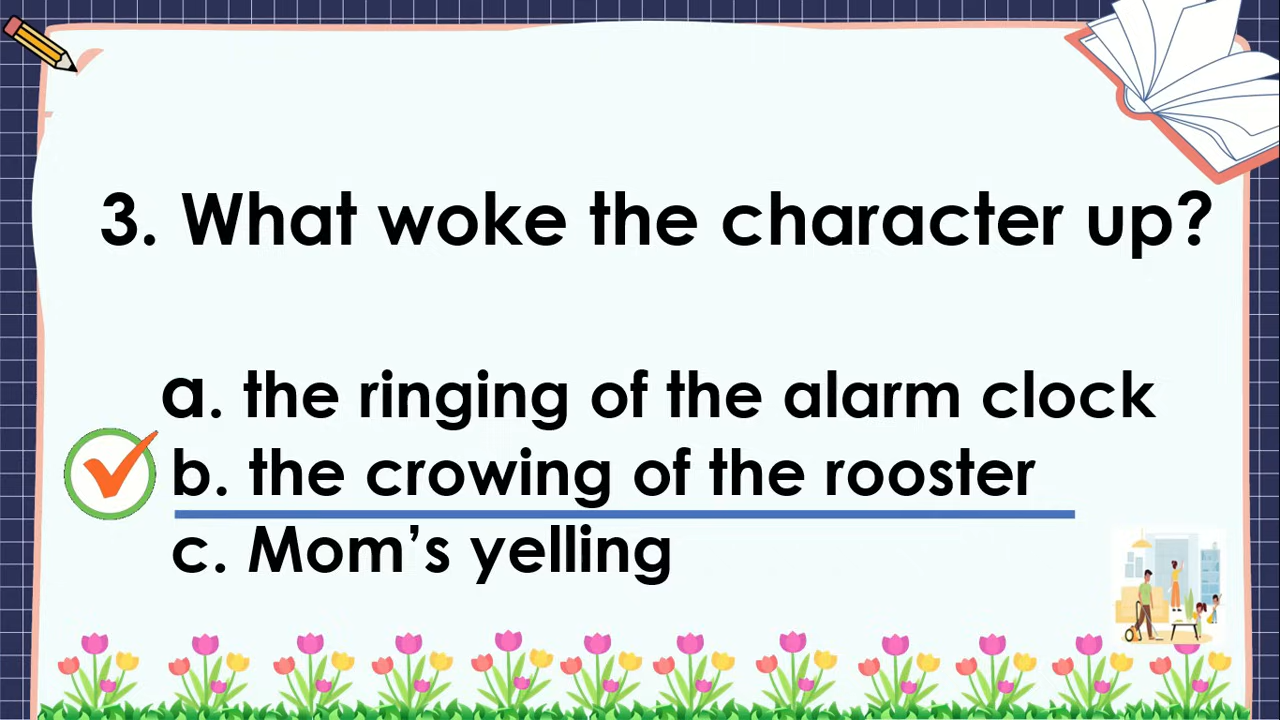 3. What woke the character up?
a. the ringing of the alarm clock
b. the crowing of the rooster
c. Mom’s yelling